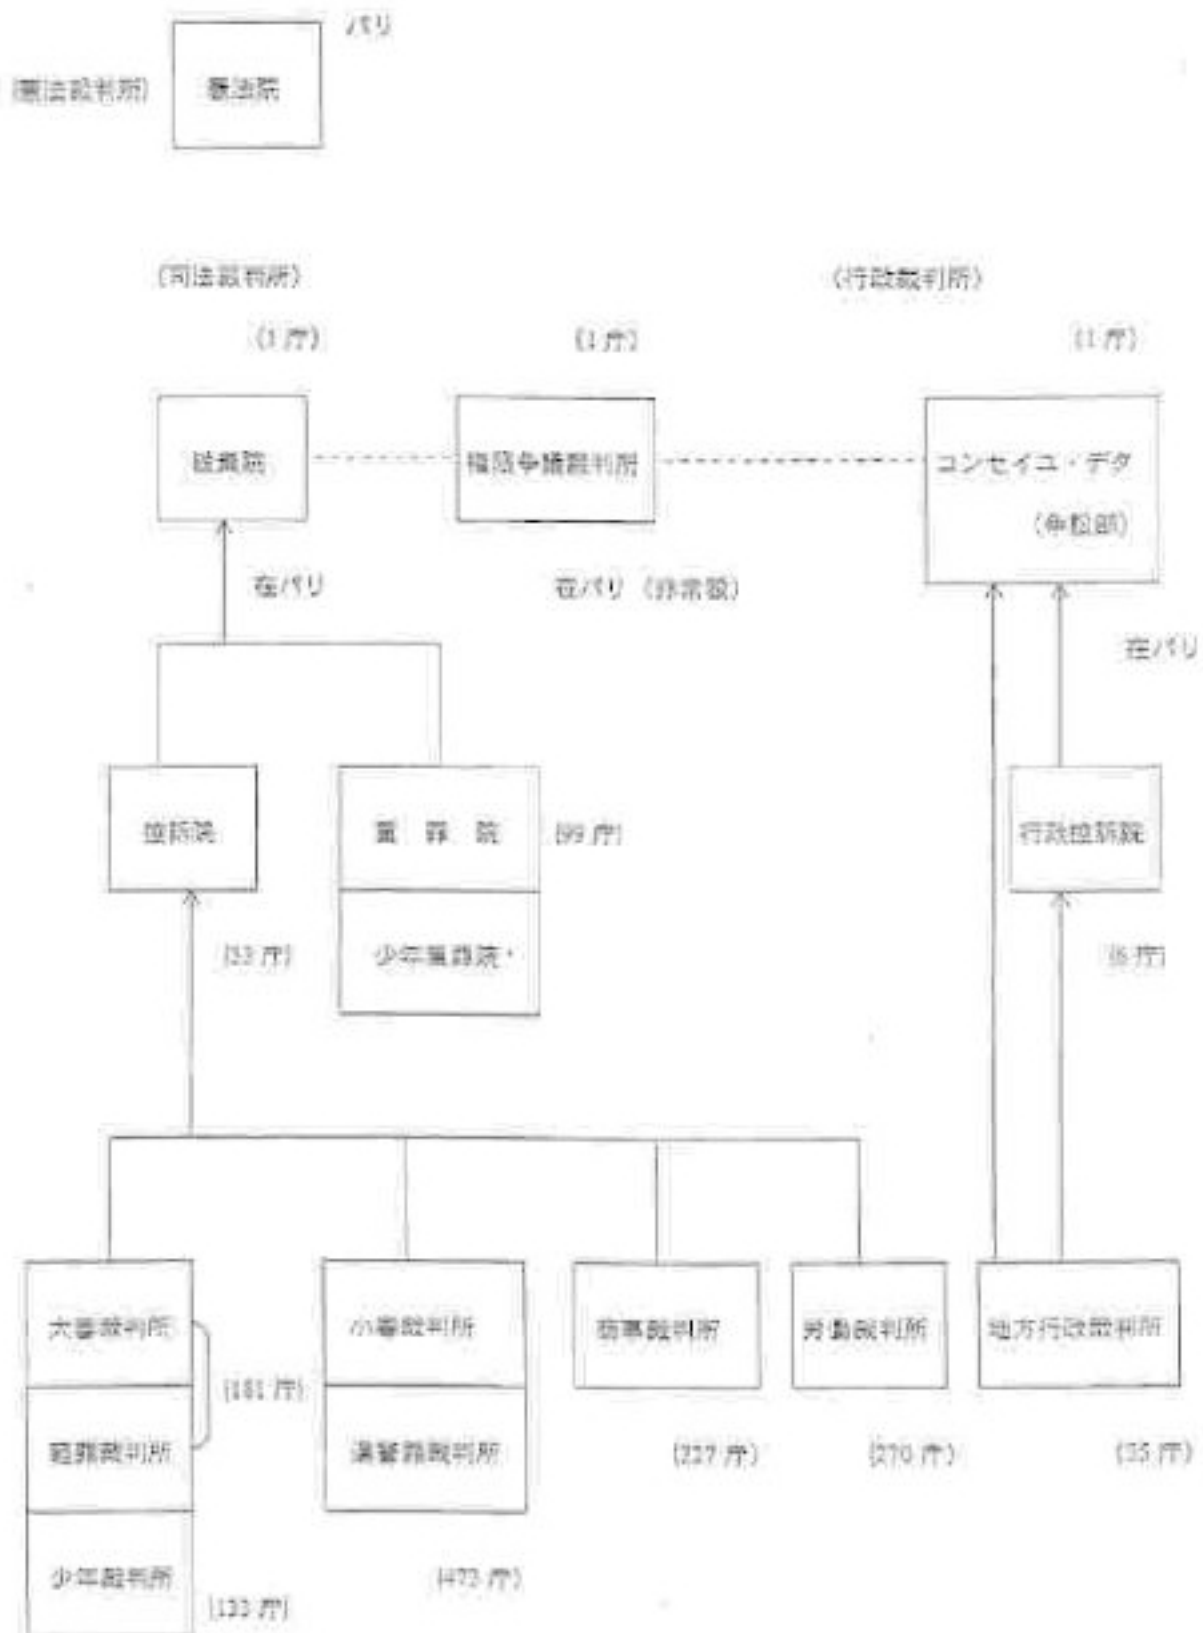 パリ
(憲法裁判所)
憲法院
(司法裁判所)
(行政裁判所)
(1庁)
(1庁)
(1庁)
破毀院
権限争議裁判所
コンセイユ・デタ
(争訟部)
在パリ
在パリ (非常設)
在パリ
控訴院
重 罪 院
(99庁)
行政控訴院
(33庁)
少年重罪院
大審裁判所
小審裁判所
商事裁判所
労働裁判所
地方行政裁判所
(181庁)
軽罪裁判所
違警罪裁判所
(227庁)
(270庁)
(35庁)
少年裁判所
(473庁)
(133庁)